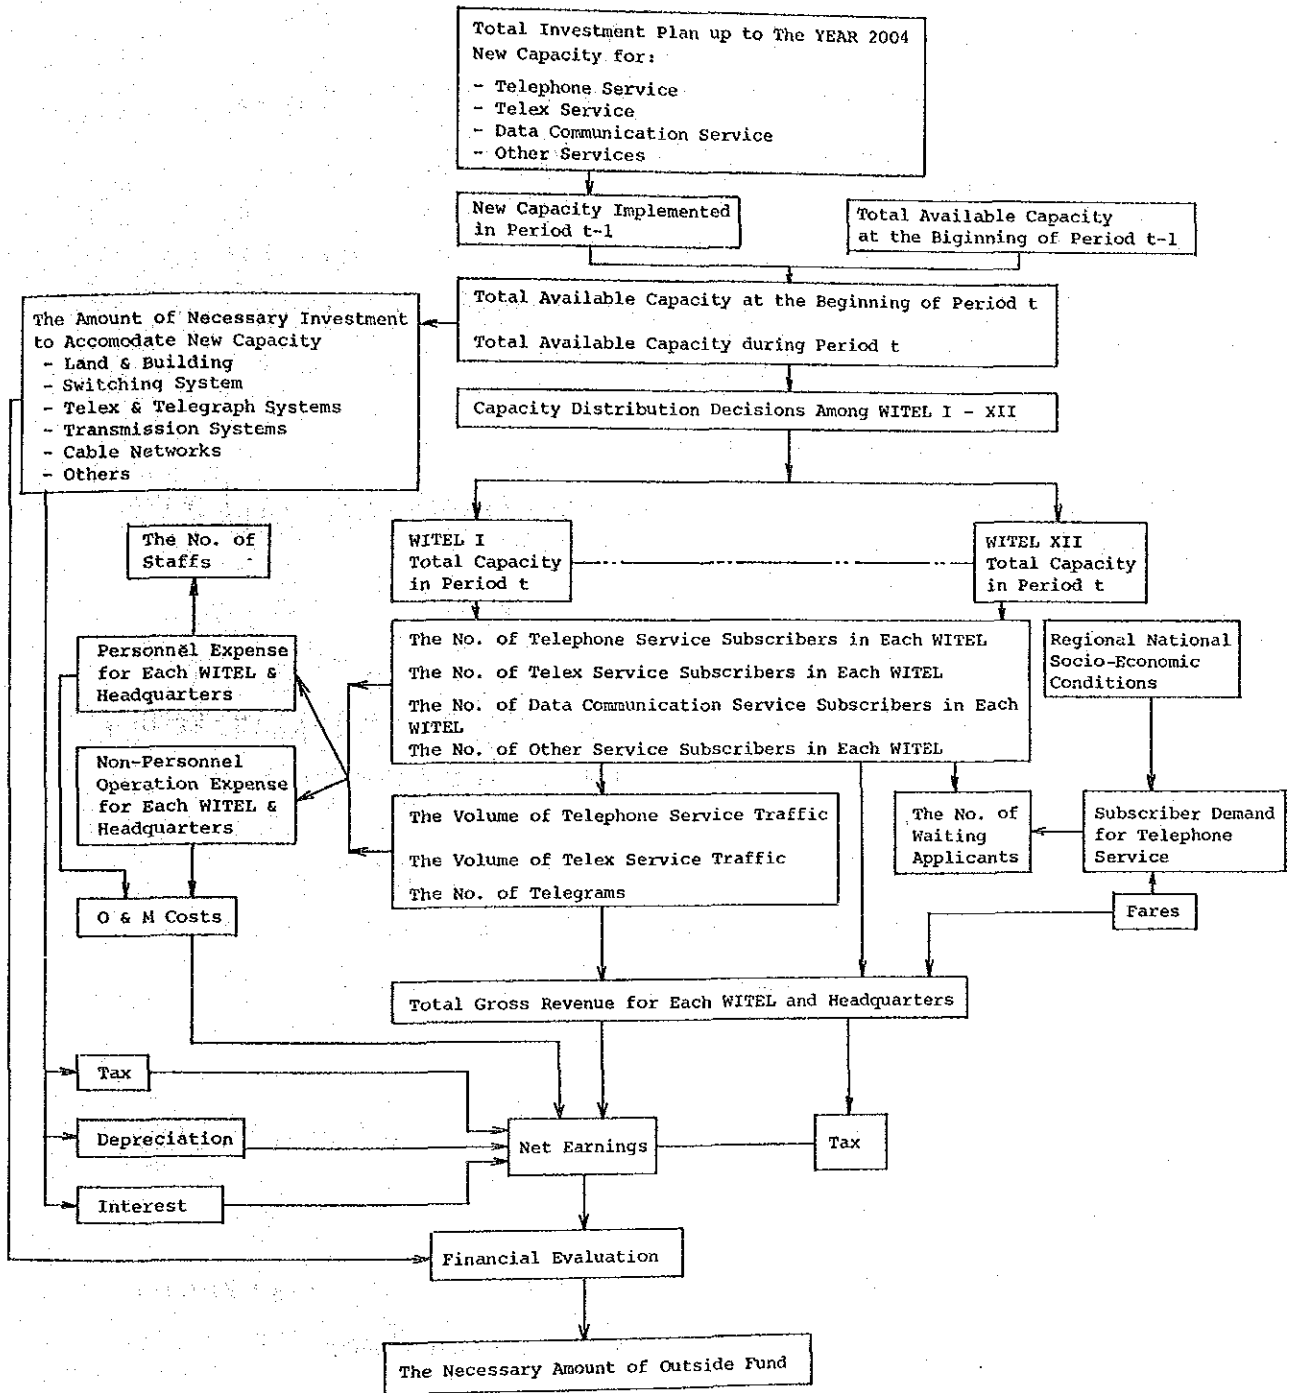 Total Investment Plan up to The YEAR 2004
New Capacity for:
- Telephone Service
- Telex Service
- Data Communication Service
- Other Services
New Capacity Implemented
in Period t-1
Total Available Capacity
at the Biginning of Period t-1
Total Available Capacity at the Beginning of Period t
Total Available Capacity during Period t
The Amount of Necessary Investment
to Accomodate New Capacity
- Land & Building
- Switching System
- Telex & Telegraph Systems
- Transmission Systems
- Cable Networks
- Others
Capacity Distribution Decisions Among WITEL I - XII
The No. of
Staffs
WITEL I
Total Capacity
in Period t
WITEL XII
Total Capacity
in Period t
Personnel Expense
for Each WITEL &
Headquarters
The No. of Telephone Service Subscribers in Each WITEL
The No. of Telex Service Subscribers in Each WITEL
The No. of Data Communication Service Subscribers in Each
WITEL
The No. of Other Service Subscribers in Each WITEL
Regional National
Socio-Economic
Conditions
Non-Personnel
Operation Expense
for Each WITEL &
Headquarters
The Volume of Telephone Service Traffic
The Volume of Telex Service Traffic
The No. of Telegrams
The No. of
Waiting
Applicants
Subscriber Demand
for Telephone
Service
O & M Costs
Fares
Total Gross Revenue for Each WITEL and Headquarters
Tax
Depreciation
Net Earnings
Tax
Interest
Financial Evaluation
The Necessary Amount of Outside Fund